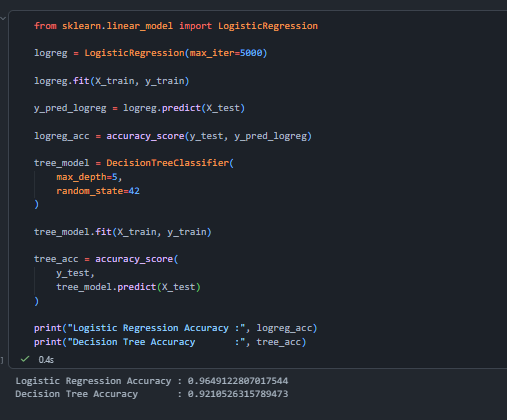 from sklearn.linear_model import LogisticRegression
logreg = LogisticRegression(max_iter=5000)
logreg.fit(X_train, y_train)
y_pred_logreg = logreg.predict(X_test)
logreg_acc = accuracy_score(y_test, y_pred_logreg)
tree_model = DecisionTreeClassifier(
    max_depth=5,
    random_state=42
)
tree_model.fit(X_train, y_train)
tree_acc = accuracy_score(
    y_test,
    tree_model.predict(X_test)
)
print("Logistic Regression Accuracy :", logreg_acc)
print("Decision Tree Accuracy       :", tree_acc)
] ✓ 0.4s
Logistic Regression Accuracy : 0.9649122807017544
Decision Tree Accuracy       : 0.9210526315789473